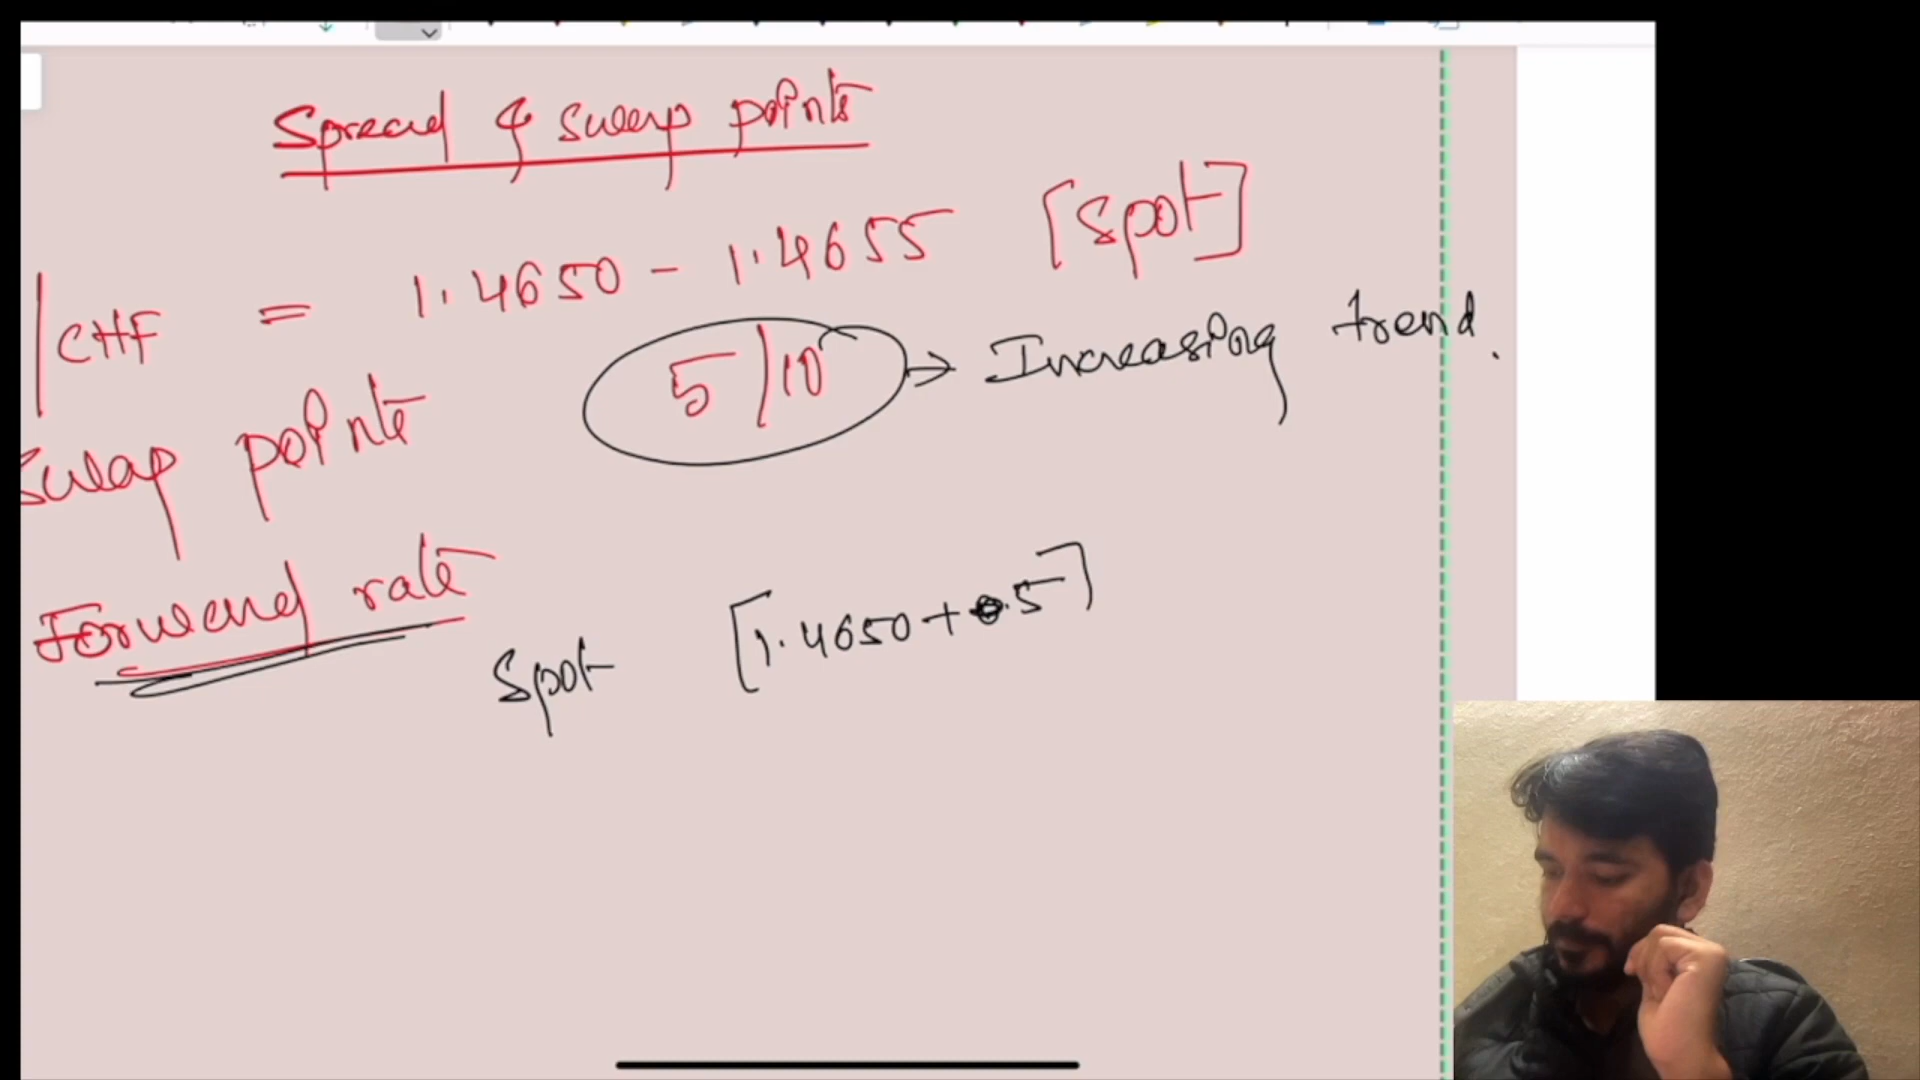 Spread & swap points
/CHF = 1.4650 - 1.4655 [spot]
5/10 → Increasing trend.
Swap points
Forward rate
Spot [1.4650+0.5]